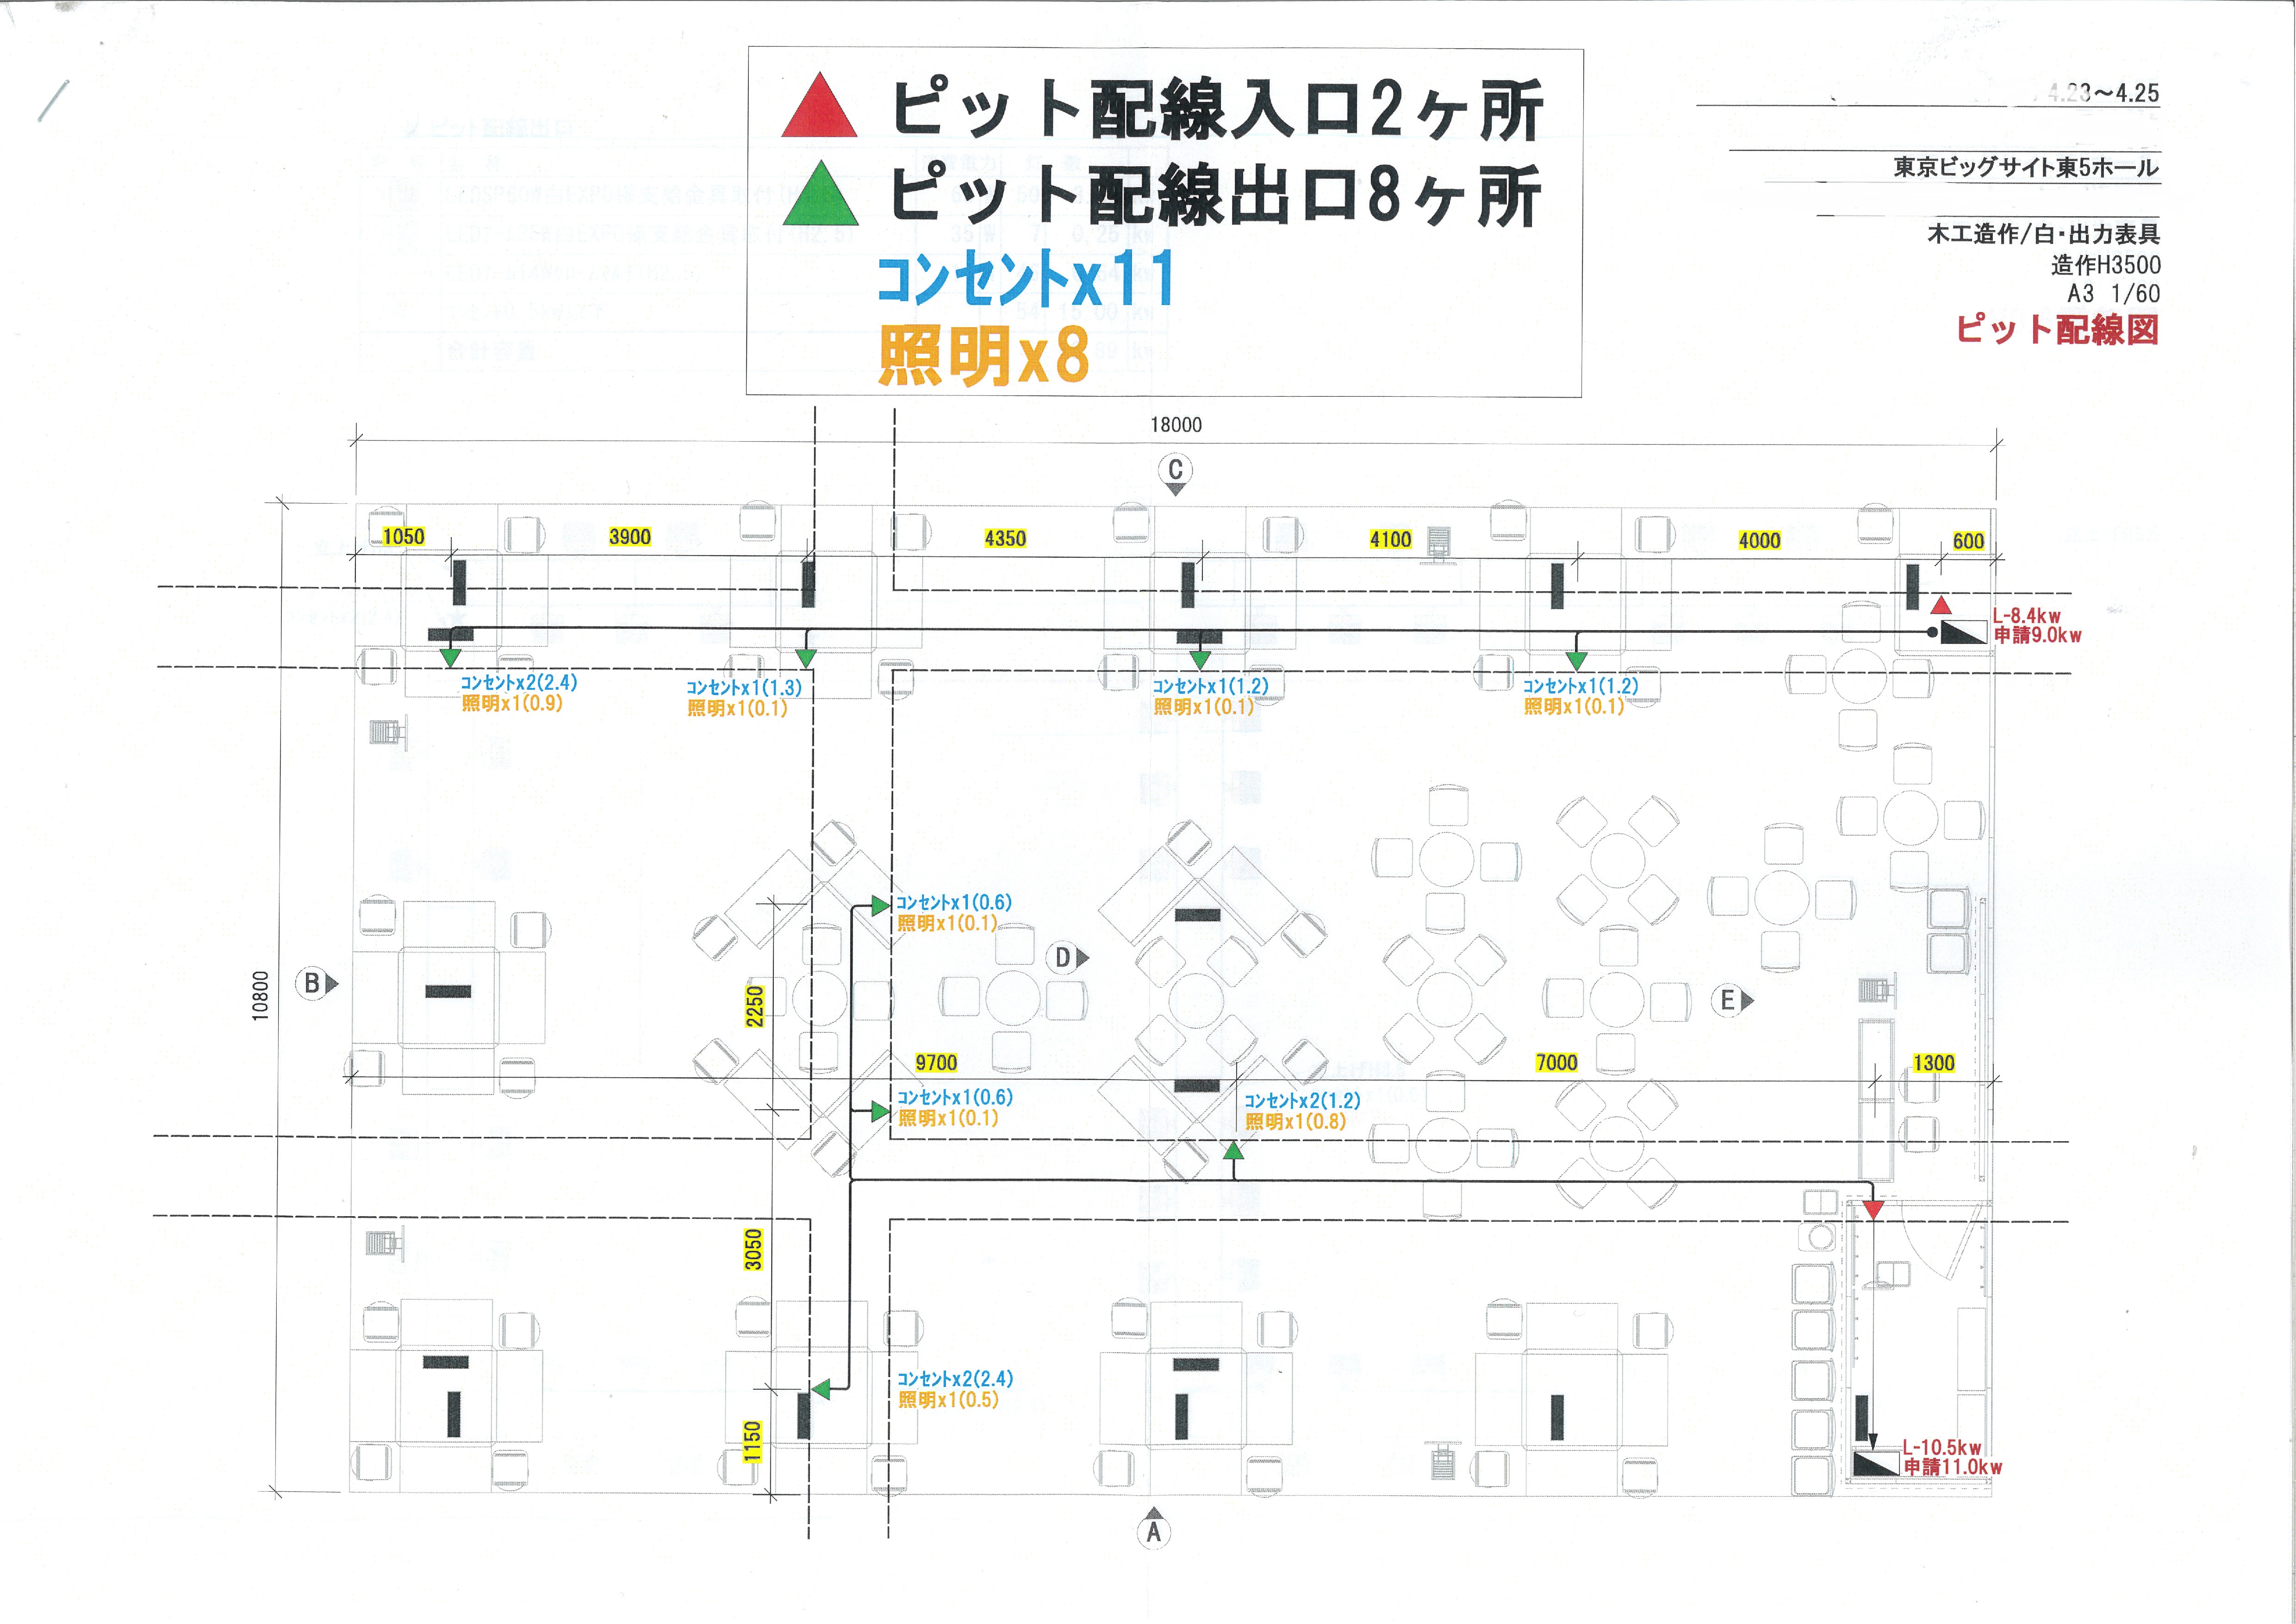 ピット配線入口2ヶ所
ピット配線出口8ヶ所
コンセントx11
照明x8
4.23～4.25
東京ビッグサイト東5ホール
木工造作/白・出力表具
造作H3500
A3 1/60
ピット配線図
18000
C
1050
3900
4350
4100
4000
600
L-8.4kw
申請9.0kw
コンセントx2(2.4)
照明x1(0.9)
コンセントx1(1.3)
照明x1(0.1)
コンセントx1(1.2)
照明x1(0.1)
コンセントx1(1.2)
照明x1(0.1)
コンセントx1(0.6)
照明x1(0.1)
D
B
E
10800
2250
9700
7000
1300
コンセントx1(0.6)
照明x1(0.1)
コンセントx2(1.2)
照明x1(0.8)
3050
コンセントx2(2.4)
照明x1(0.5)
1150
L-10.5kw
申請11.0kw
A